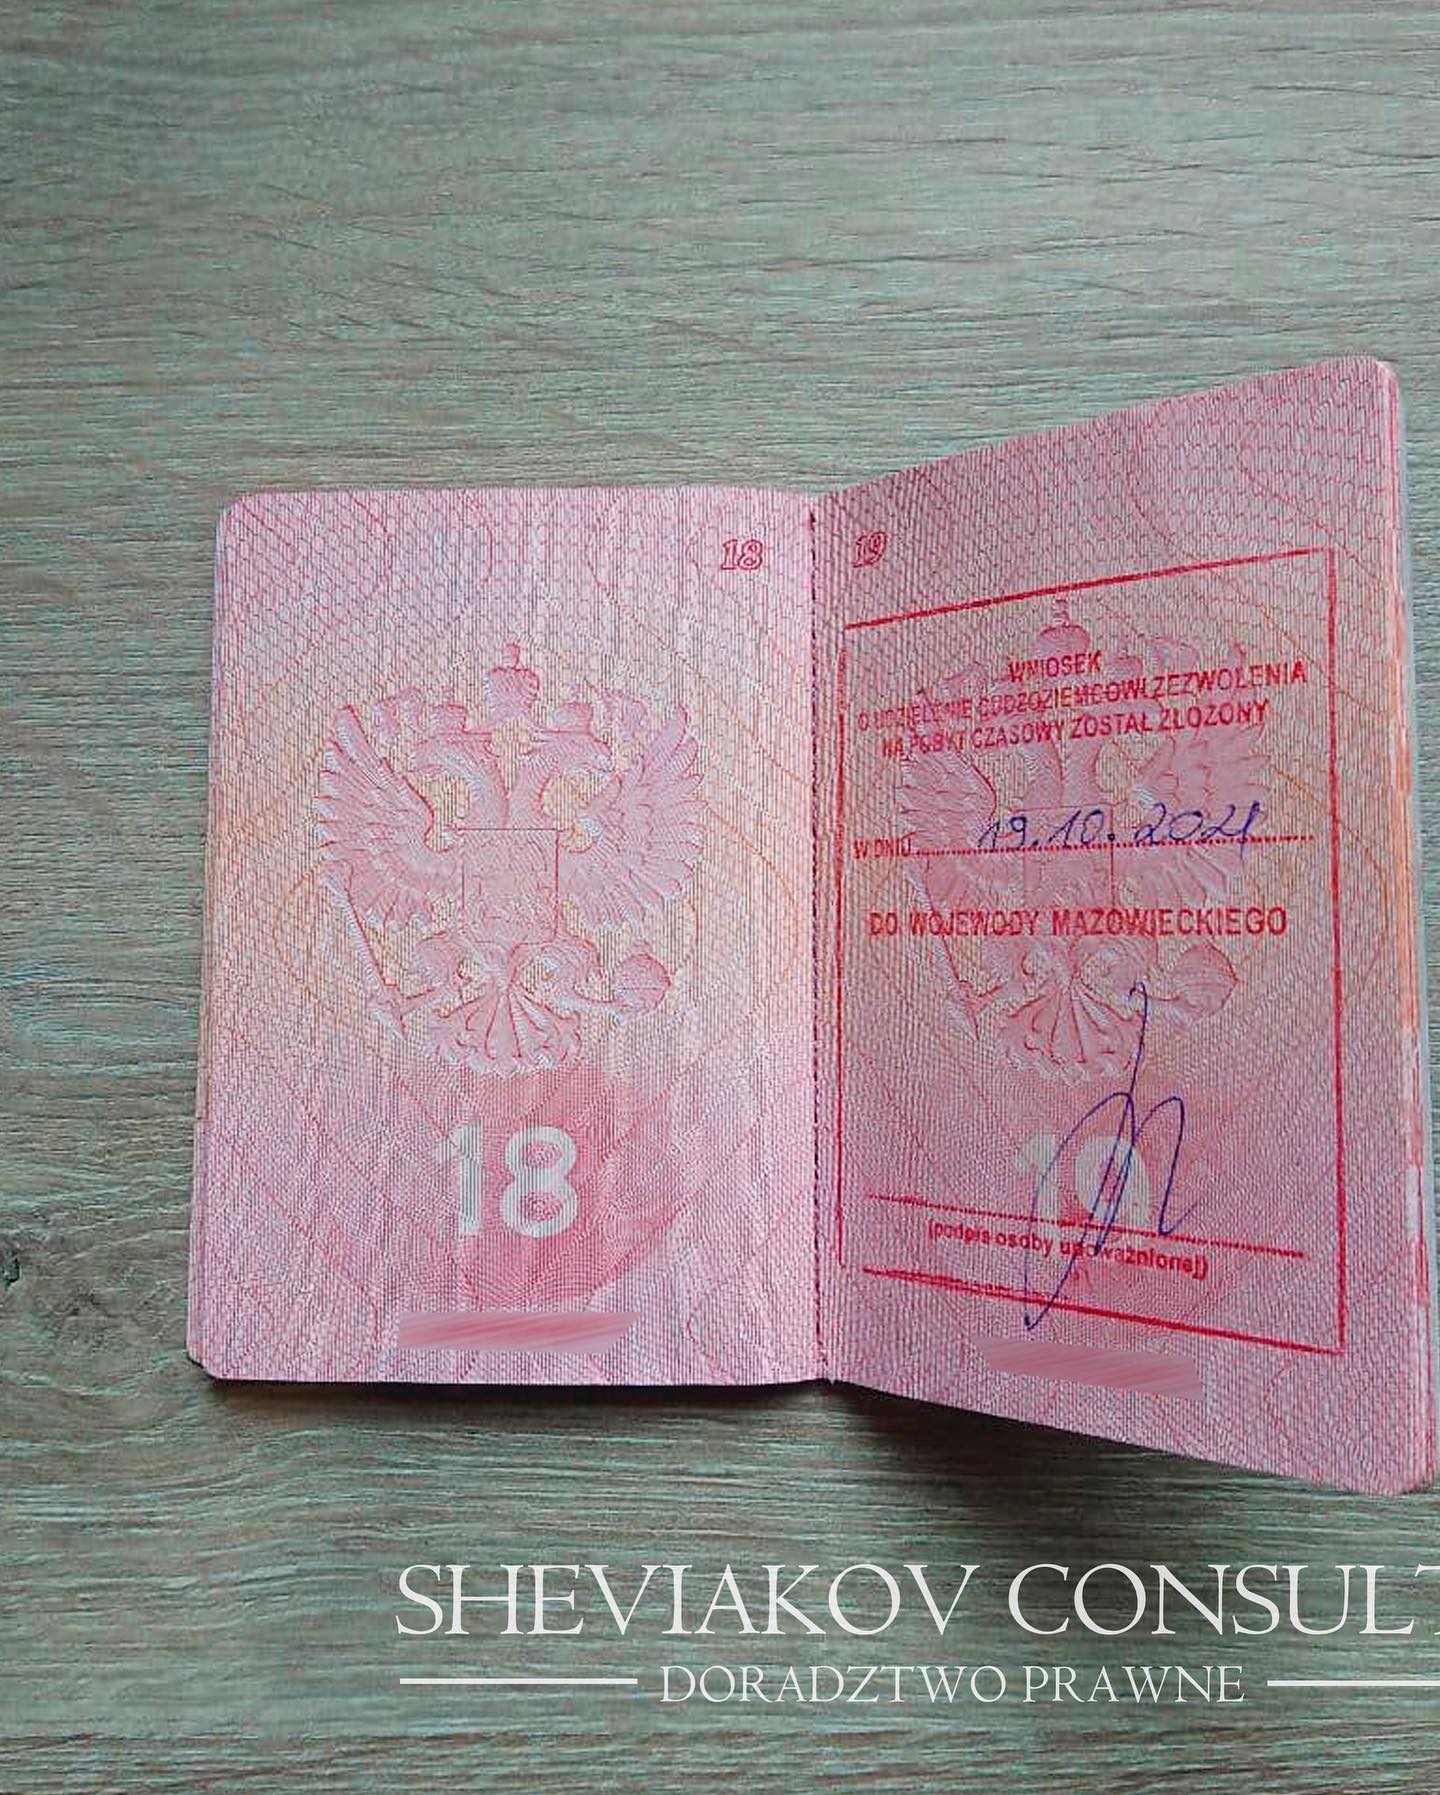 18
19
WNIOSEK
O UDZIELENIE CUDZOZIEMCOWI ZEZWOLENIA
NA POBYT CZASOWY ZOSTAŁ ZŁOŻONY
W DNIU 19.10.2021
DO WOJEWODY MAZOWIECKIEGO
18
19
(podpis osoby upoważnionej)
SHEVIAKOV CONSULT
DORADZTWO PRAWNE